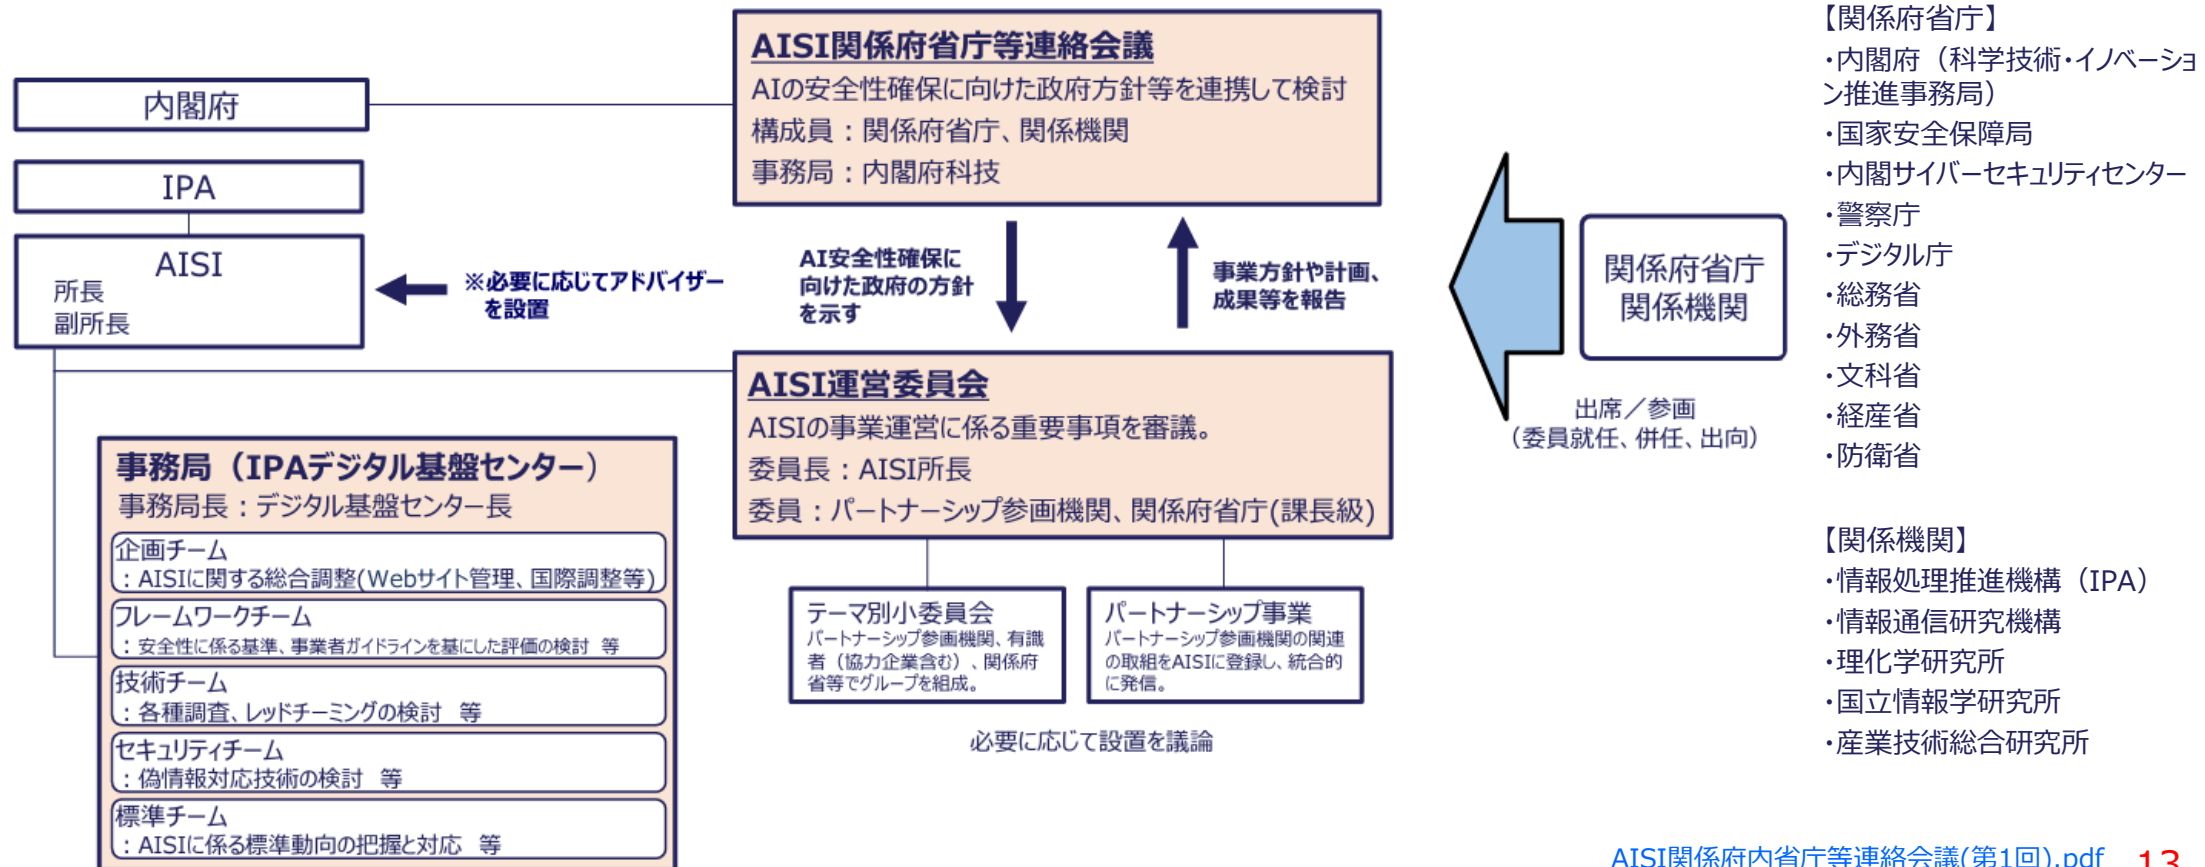 内閣府
IPA
AISI
所長
副所長
※必要に応じてアドバイザー
を設置
AISI関係府省庁等連絡会議
AIの安全性確保に向けた政府方針等を連携して検討
構成員：関係府省庁、関係機関
事務局：内閣府科技
AI安全性確保に
向けた政府の方針
を示す
事業方針や計画、
成果等を報告
AISI運営委員会
AISIの事業運営に係る重要事項を審議。
委員長：AISI所長
委員：パートナーシップ参画機関、関係府省庁(課長級)
テーマ別小委員会
パートナーシップ参画機関、有識
者（協力企業含む）、関係府
省等でグループを組成。
パートナーシップ事業
パートナーシップ参画機関の関連
の取組をAISIに登録し、統合的
に発信。
必要に応じて設置を議論
事務局（IPAデジタル基盤センター）
事務局長：デジタル基盤センター長
企画チーム
：AISIに関する総合調整(Webサイト管理、国際調整等)
フレームワークチーム
：安全性に係る基準、事業者ガイドラインを基にした評価の検討 等
技術チーム
：各種調査、レッドチーミングの検討 等
セキュリティチーム
：偽情報対応技術の検討 等
標準チーム
：AISIに係る標準動向の把握と対応 等
関係府省庁
関係機関
出席／参画
（委員就任、併任、出向）
【関係府省庁】
・内閣府（科学技術・イノベーショ
ン推進事務局）
・国家安全保障局
・内閣サイバーセキュリティセンター
・警察庁
・デジタル庁
・総務省
・外務省
・文科省
・経産省
・防衛省
【関係機関】
・情報処理推進機構（IPA）
・情報通信研究機構
・理化学研究所
・国立情報学研究所
・産業技術総合研究所
AISI関係府内省庁等連絡会議(第1回).pdf 13